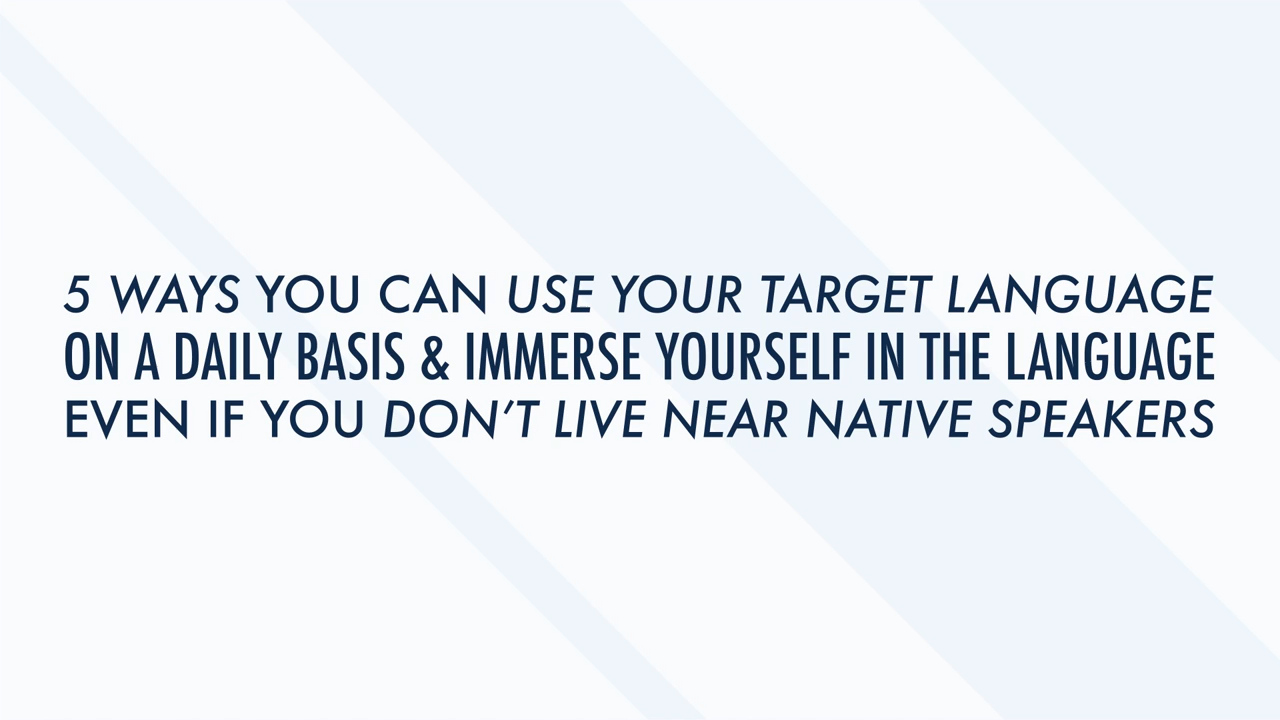 5 WAYS YOU CAN USE YOUR TARGET LANGUAGE
ON A DAILY BASIS & IMMERSE YOURSELF IN THE LANGUAGE
EVEN IF YOU DON’T LIVE NEAR NATIVE SPEAKERS